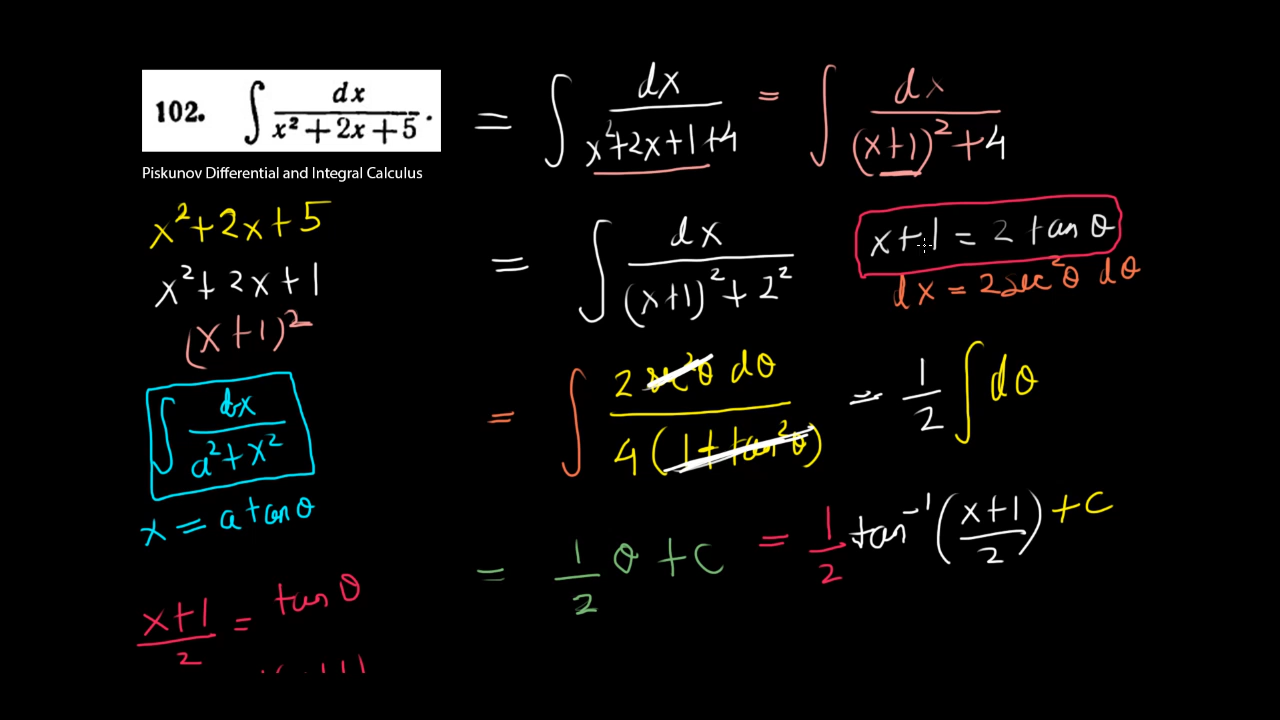 102. ∫ dx / (x² + 2x + 5) .
Piskunov Differential and Integral Calculus
= ∫ dx / (x²+2x+1+4) = ∫ dx / ((x+1)² + 4)
x²+2x+5
x²+2x+1
(x+1)²
= ∫ dx / ((x+1)² + 2²)
x+1 = 2 tan θ
dx = 2sec²θ dθ
∫ dx / (a²+x²)
x = a tan θ
= ∫ 2 sec²θ dθ / 4(1+tan²θ) = 1/2 ∫ dθ
= 1/2 θ + C = 1/2 tan⁻¹((x+1)/2) + C
(x+1)/2 = tan θ